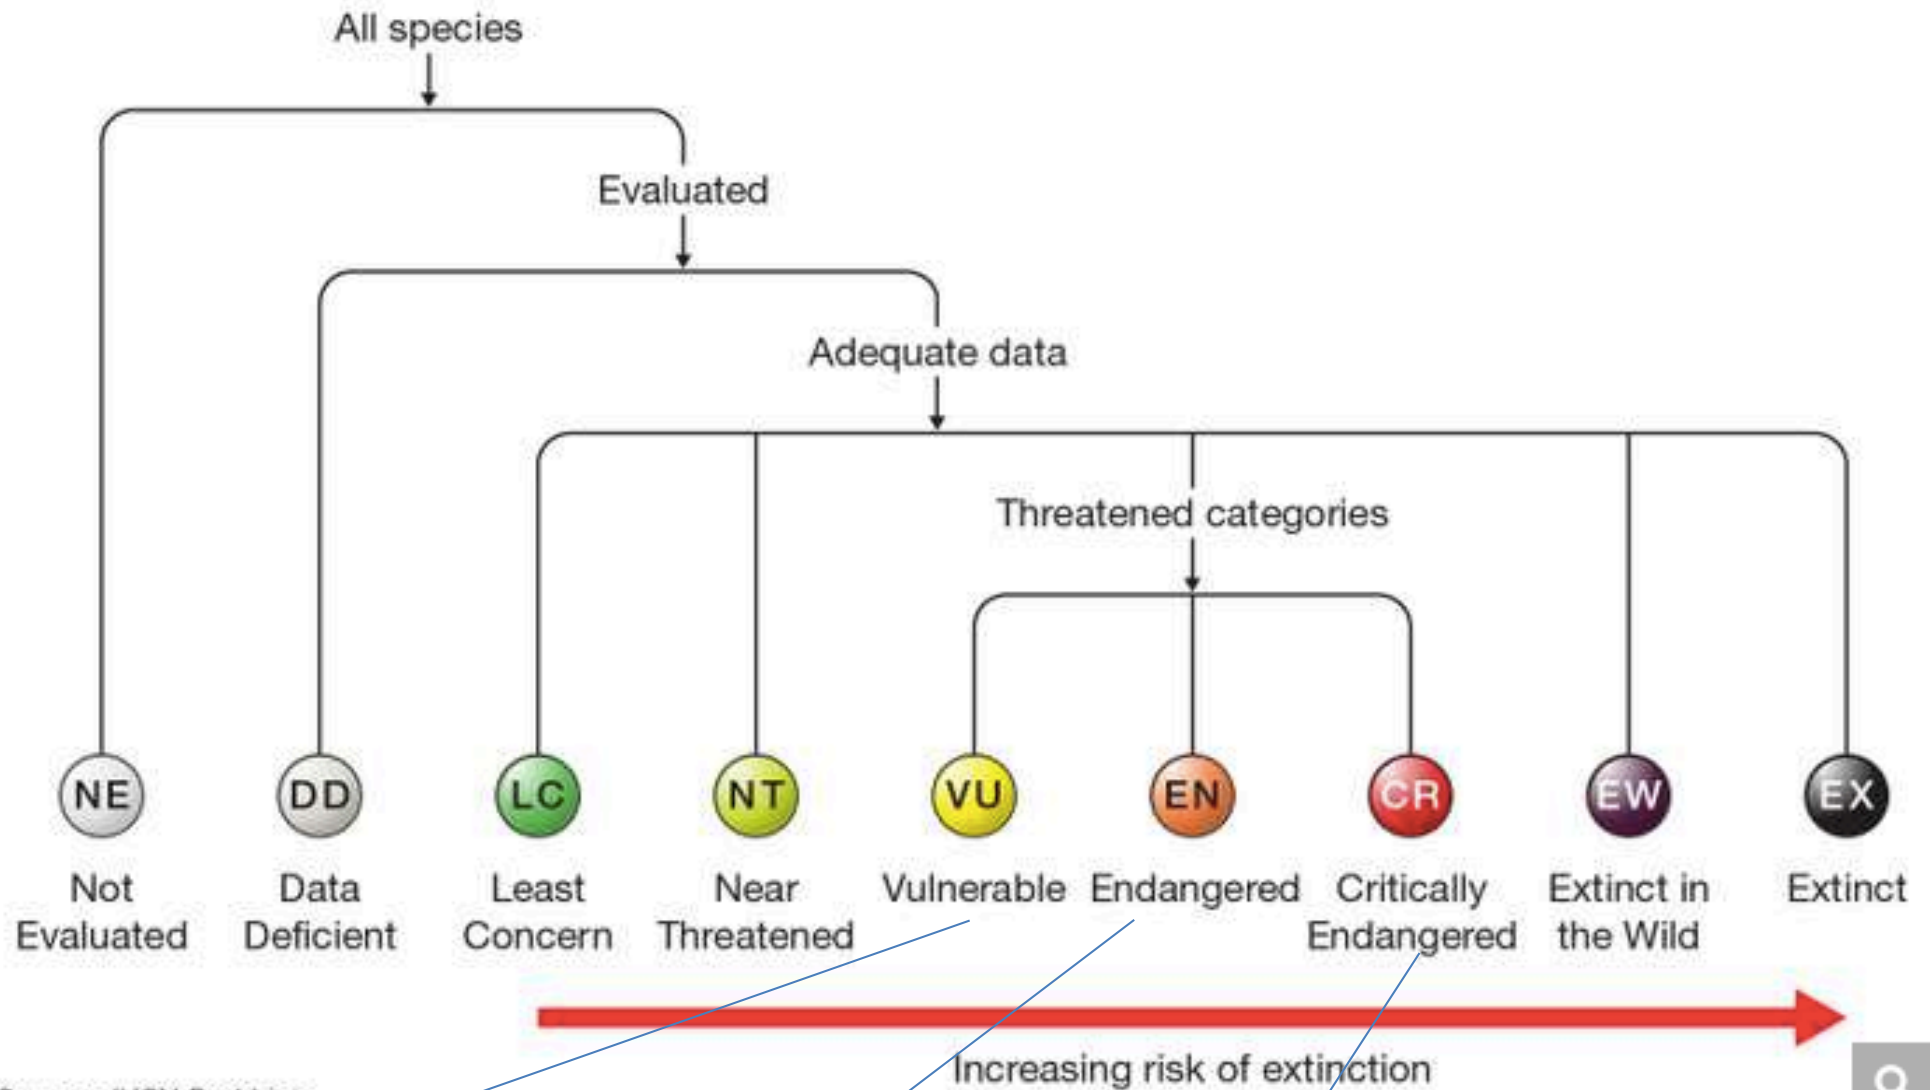 All species
Evaluated
Adequate data
Threatened categories
NE
DD
LC
NT
VU
EN
CR
EW
EX
Not
Evaluated
Data
Deficient
Least
Concern
Near
Threatened
Vulnerable
Endangered
Critically
Endangered
Extinct in
the Wild
Extinct
Increasing risk of extinction